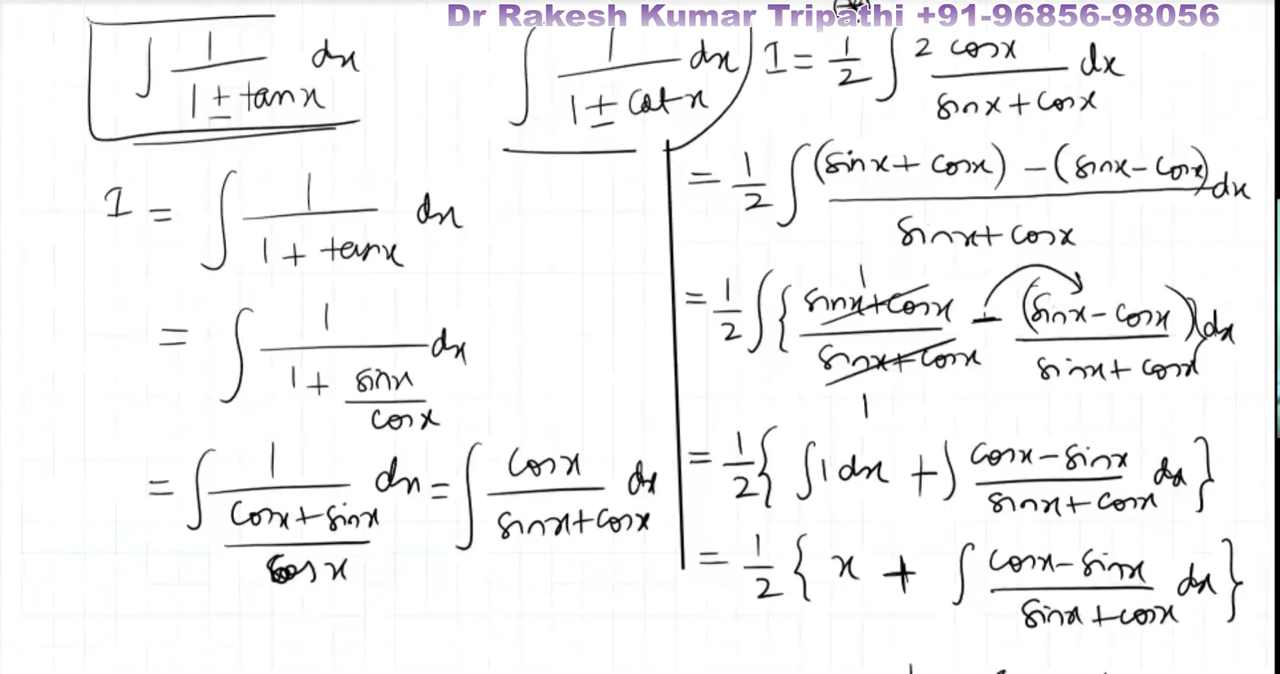 Dr Rakesh Kumar Tripathi +91-96856-98056
∫ 1/(1 ± tanx) dx
∫ 1/(1 ± cotx) dx
I = ∫ 1/(1 + tanx) dx
= ∫ 1/(1 + sinx/cosx) dx
= ∫ 1/((cosx + sinx)/cosx) dx = ∫ cosx/(sinx + cosx) dx
I = 1/2 ∫ 2 cosx/(sinx + cosx) dx
= 1/2 ∫ ((sinx + cosx) − (sinx − cosx))/(sinx + cosx) dx
= 1/2 ∫ { (sinx + cosx)/(sinx + cosx) − (sinx − cosx)/(sinx + cosx) } dx
= 1/2 { ∫ 1 dx + ∫ (cosx − sinx)/(sinx + cosx) dx }
= 1/2 { x + ∫ (cosx − sinx)/(sinx + cosx) dx }